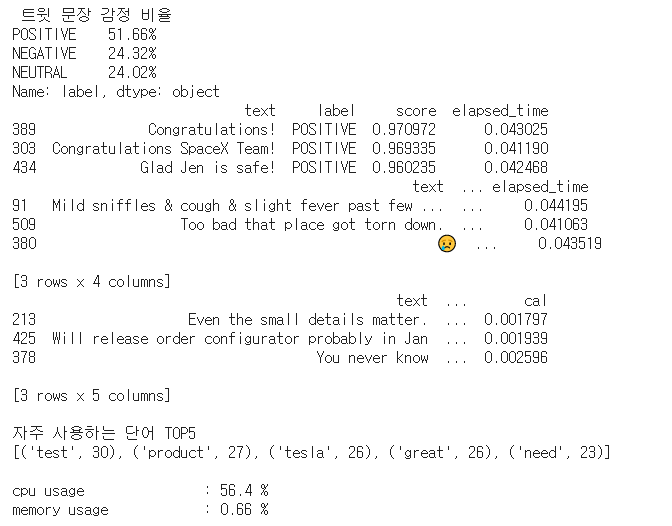 트윗 문장 감정 비율
POSITIVE    51.66%
NEGATIVE    24.32%
NEUTRAL     24.02%
Name: label, dtype: object
text     label     score  elapsed_time
389                 Congratulations!  POSITIVE  0.970972      0.043025
303  Congratulations SpaceX Team!  POSITIVE  0.969335      0.041190
434                Glad Jen is safe!  POSITIVE  0.960235      0.042468
text  ... elapsed_time
91   Mild sniffles & cough & slight fever past few ...  ...     0.044195
509                 Too bad that place got torn down.  ...     0.041063
380                                                 😢  ...     0.043519
[3 rows x 4 columns]
text  ...       cal
213                   Even the small details matter.  ...  0.001797
425  Will release order configurator probably in Jan  ...  0.001939
378                                   You never know  ...  0.002596
[3 rows x 5 columns]
자주 사용하는 단어 TOP5
[('test', 30), ('product', 27), ('tesla', 26), ('great', 26), ('need', 23)]
cpu usage               : 56.4 %
memory usage            : 0.66 %